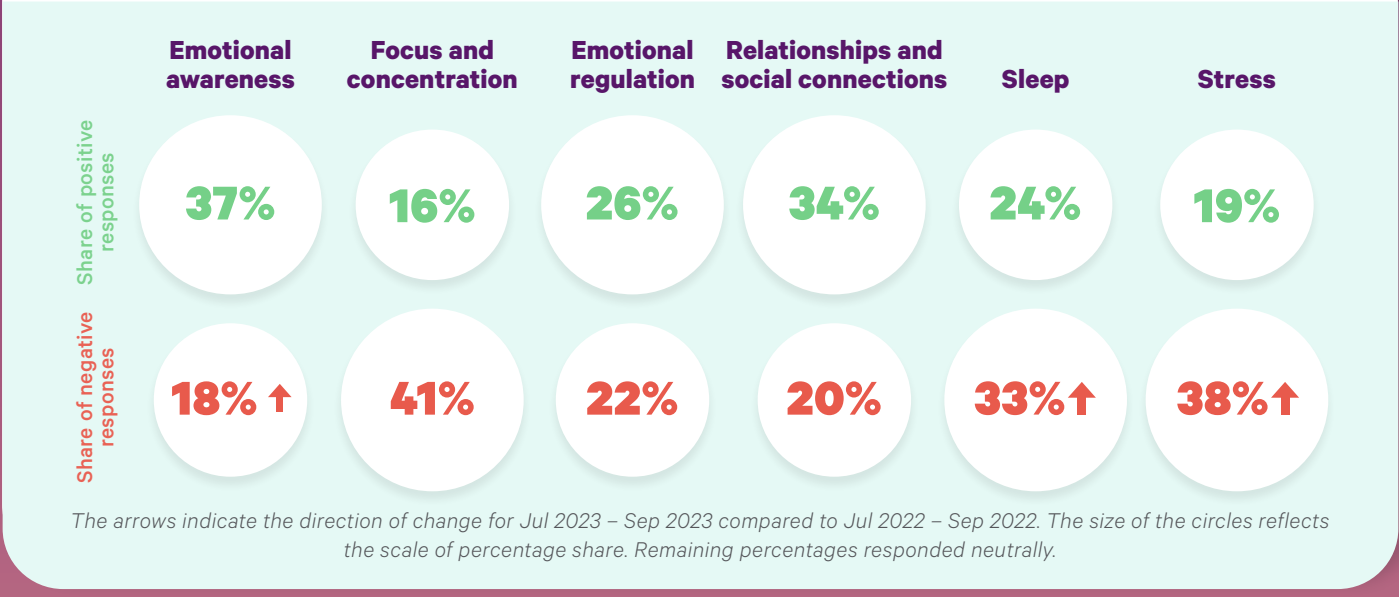 Emotional
awareness
Focus and
concentration
Emotional
regulation
Relationships and
social connections
Sleep
Stress
Share of positive
responses
37%
16%
26%
34%
24%
19%
Share of negative
responses
18%
41%
22%
20%
33%
38%
The arrows indicate the direction of change for Jul 2023 – Sep 2023 compared to Jul 2022 – Sep 2022. The size of the circles reflects
the scale of percentage share. Remaining percentages responded neutrally.